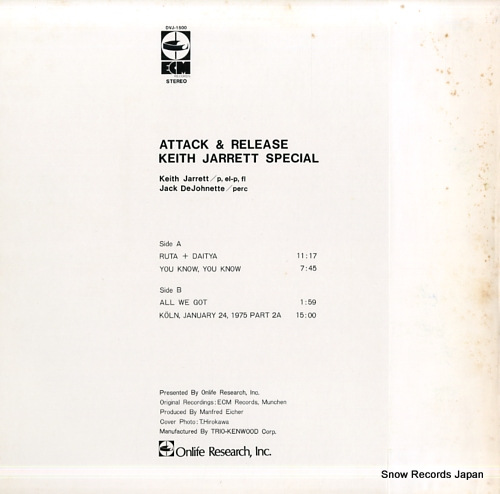 DVJ-1500
ECM
RECORDS
STEREO
ATTACK & RELEASE
KEITH JARRETT SPECIAL
Keith Jarrett/p, el-p, fl
Jack DeJohnette/perc
Side A
RUTA + DAITYA 11:17
YOU KNOW, YOU KNOW 7:45
Side B
ALL WE GOT 1:59
KÖLN, JANUARY 24, 1975 PART 2A 15:00
Presented By Onlife Research, Inc.
Original Recordings:ECM Records, Munchen
Produced By Manfred Eicher
Cover Photo:T.Hirokawa
Manufactured By TRIO-KENWOOD Corp.
Onlife Research, Inc.
Snow Records Japan